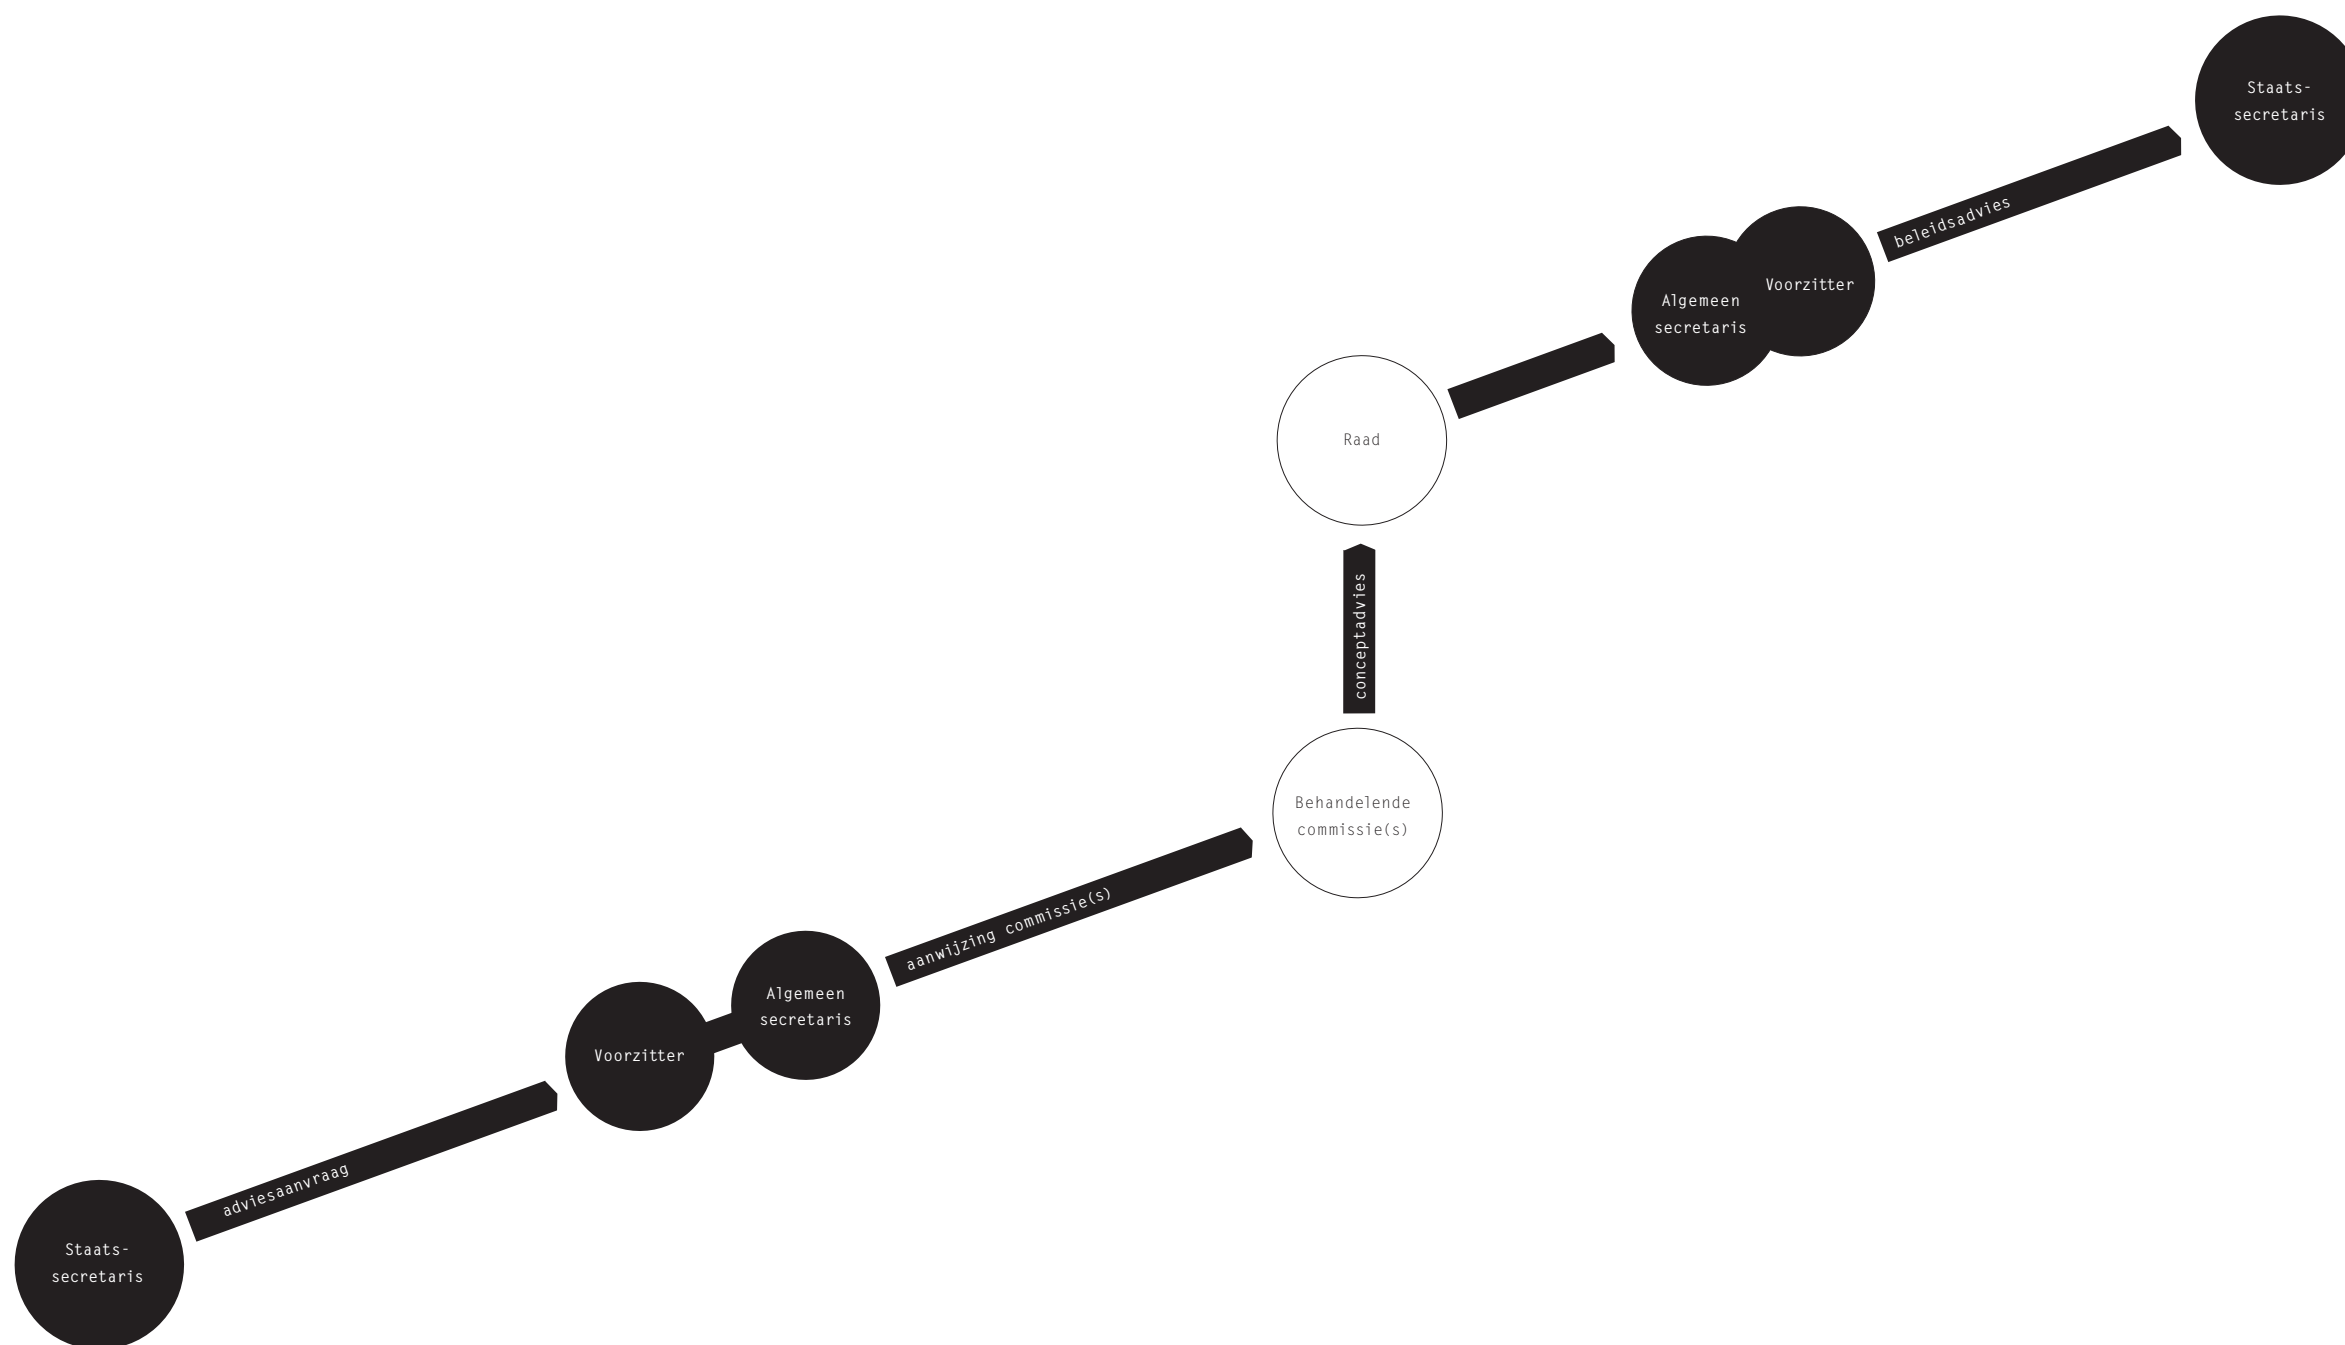 Staats-
secretaris
beleidsadvies
Voorzitter
Algemeen
secretaris
Raad
conceptadvies
Behandelende
commissie(s)
aanwijzing commissie(s)
Algemeen
secretaris
Voorzitter
adviesaanvraag
Staats-
secretaris